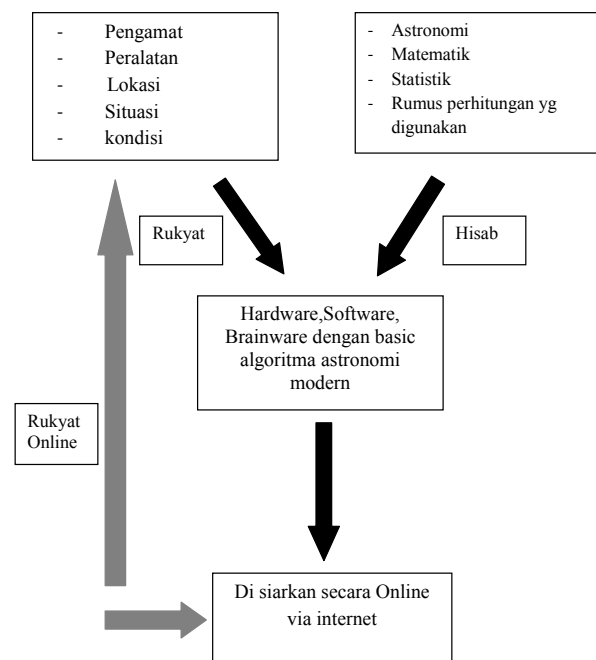 - Pengamat
- Peralatan
- Lokasi
- Situasi
- kondisi
- Astronomi
- Matematik
- Statistik
- Rumus perhitungan yg
digunakan
Rukyat
Hisab
Hardware,Software,
Brainware dengan basic
algoritma astronomi
modern
Rukyat
Online
Di siarkan secara Online
via internet